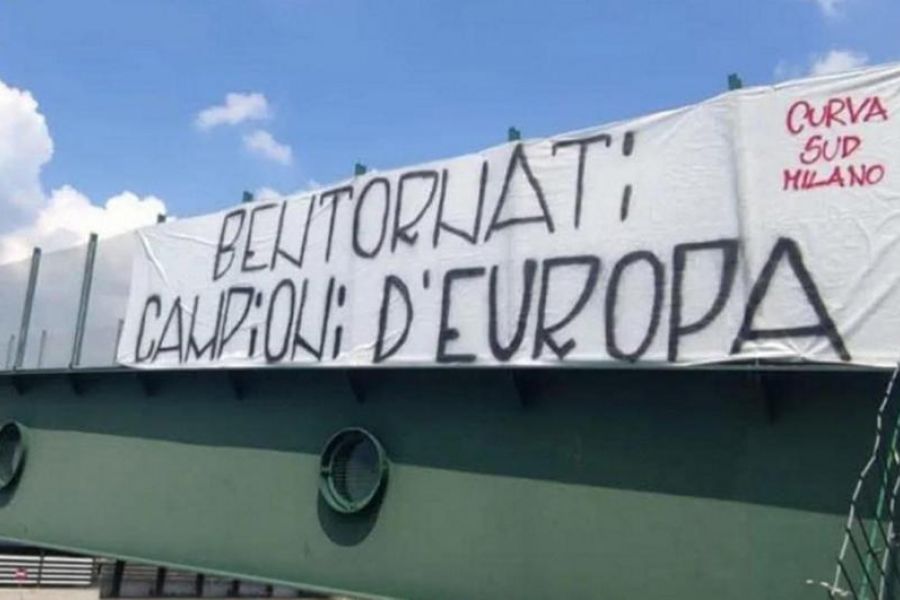 BENTORNATi
CAMPiONi D'EUROPA
CURVA
SUD
MILANO